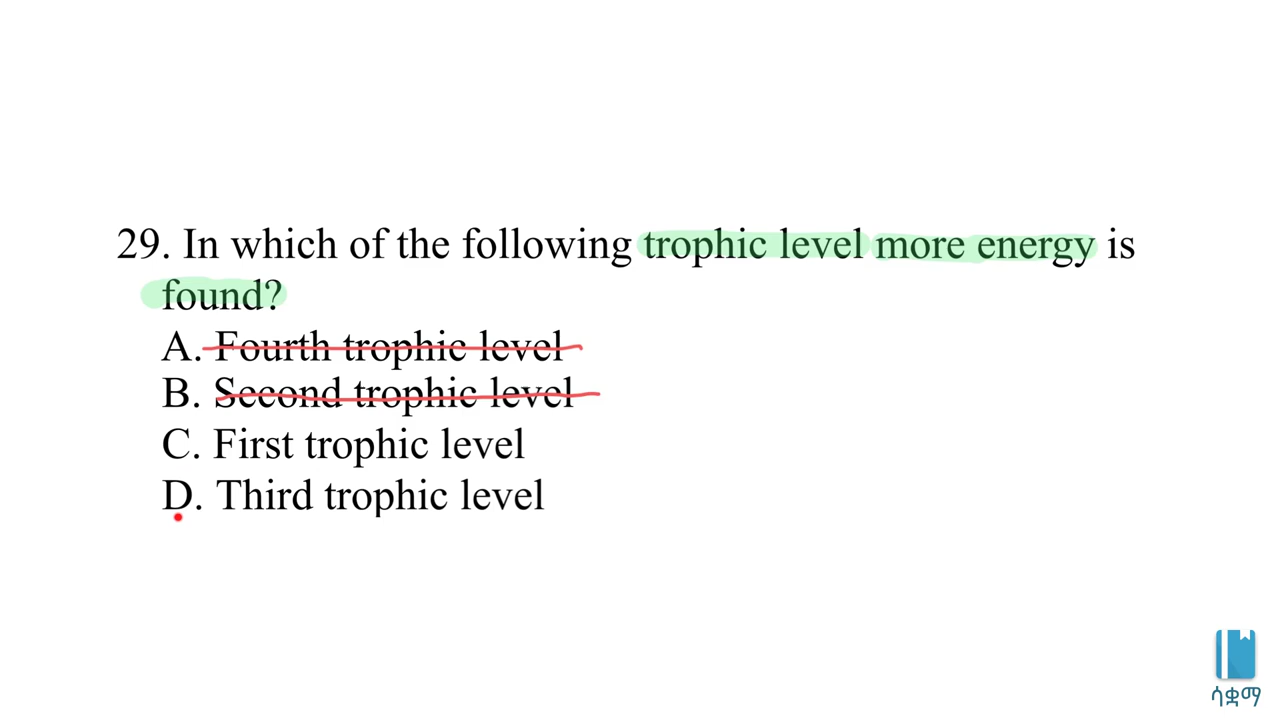 29. In which of the following trophic level more energy is
found?
A. Fourth trophic level
B. Second trophic level
C. First trophic level
D. Third trophic level
ሳቋማ